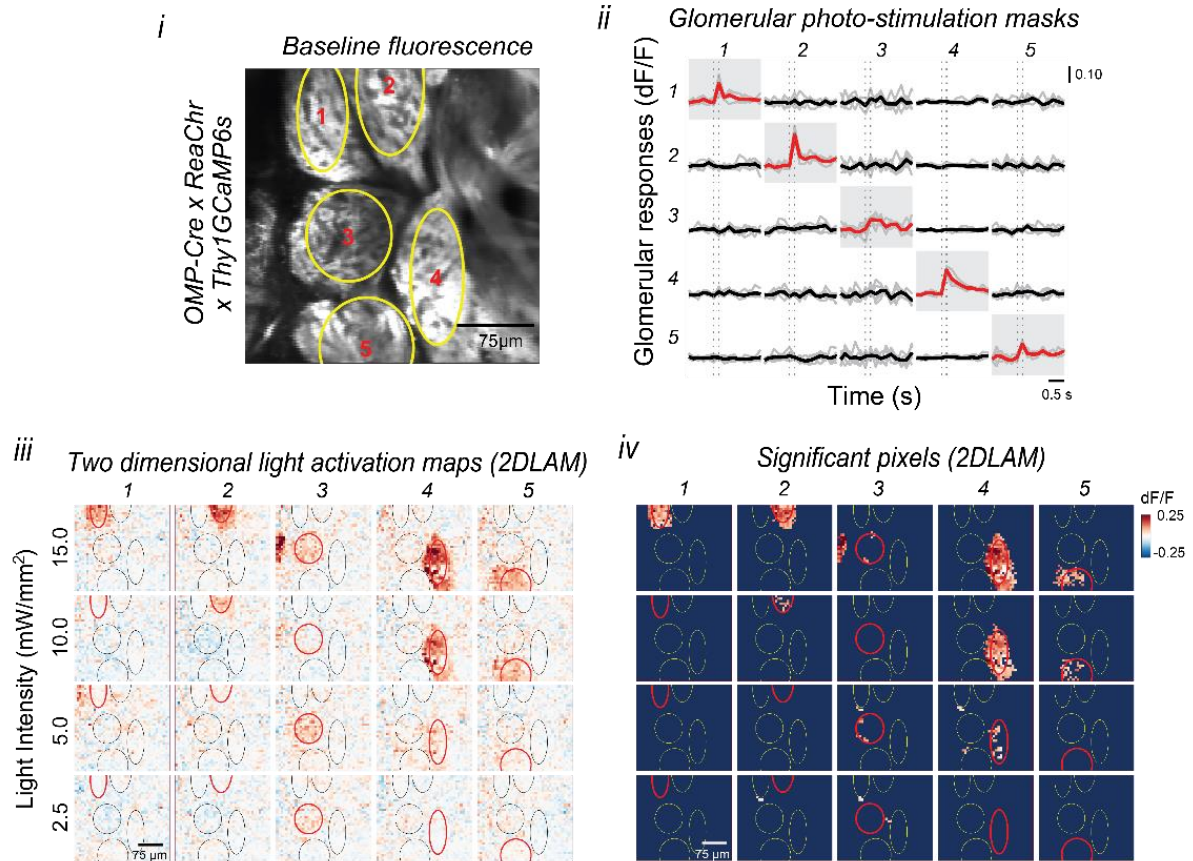 i
Baseline fluorescence
OMP-Cre x ReaChr
x Thy1GCaMP6s
1
2
3
4
5
75µm
ii
Glomerular photo-stimulation masks
1 2 3 4 5
Glomerular responses (dF/F)
1
2
3
4
5
0.10
Time (s)
0.5 s
iii
Two dimensional light activation maps (2DLAM)
1 2 3 4 5
Light Intensity (mW/mm²)
15.0
10.0
5.0
2.5
75 µm
iv
Significant pixels (2DLAM)
1 2 3 4 5
dF/F
0.25
-0.25
75 µm